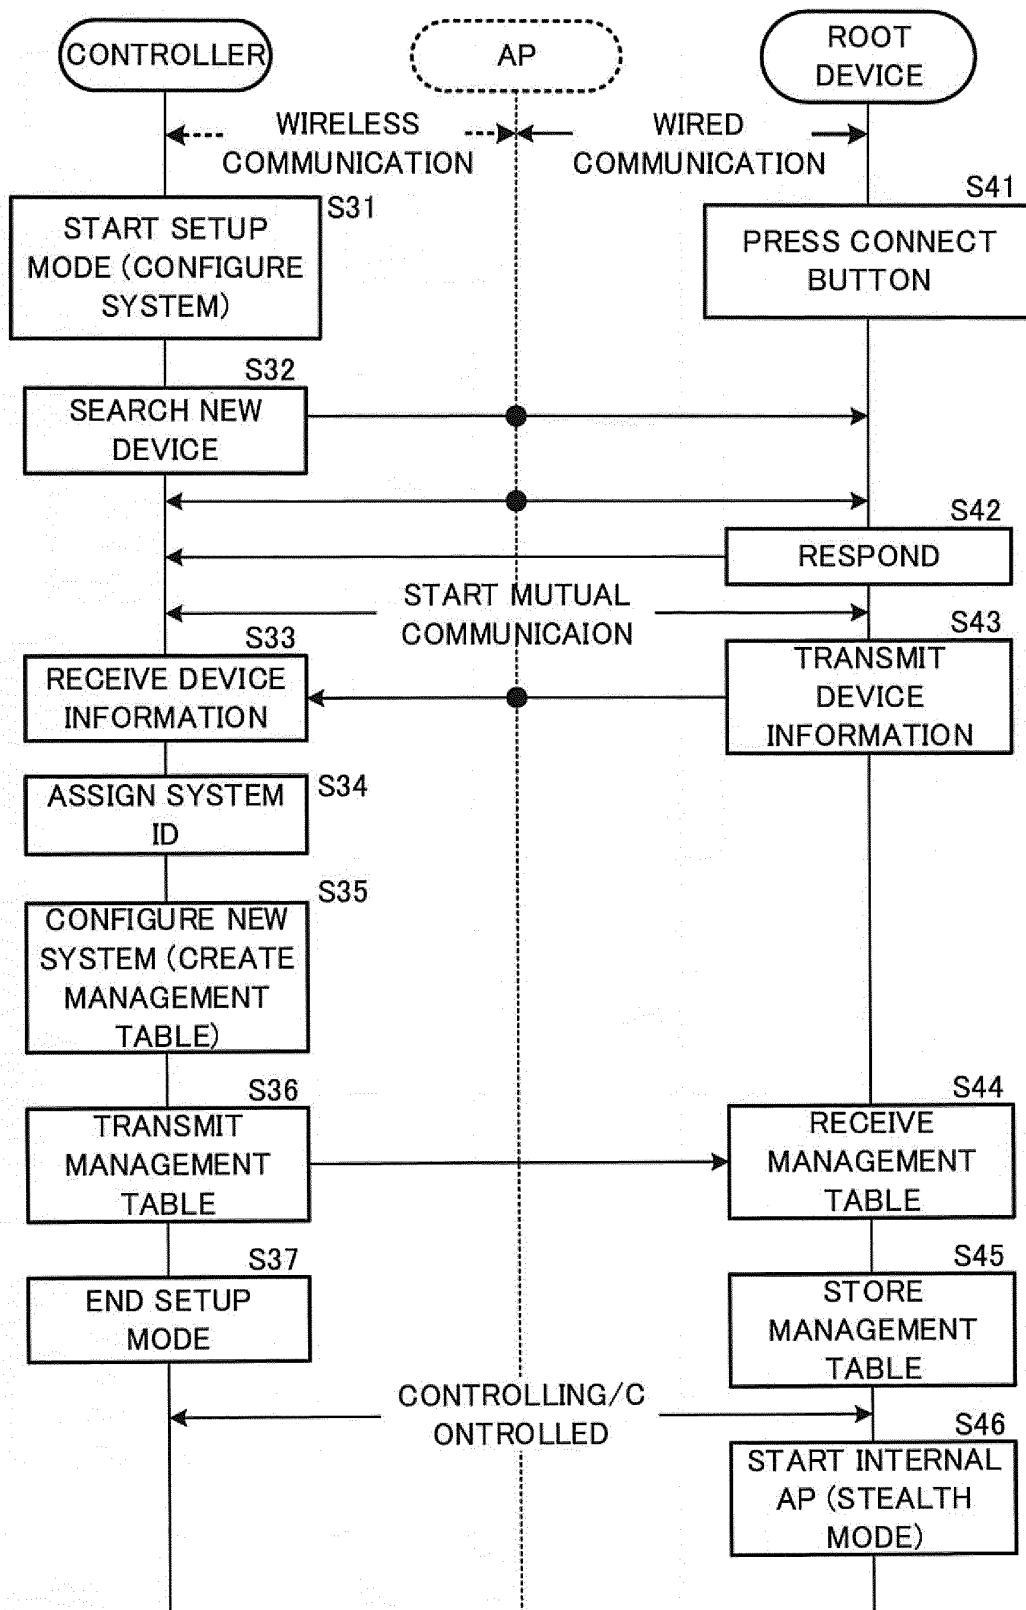 CONTROLLER
AP
ROOT
DEVICE
WIRELESS
COMMUNICATION
WIRED
COMMUNICATION
S31
START SETUP
MODE (CONFIGURE
SYSTEM)
S41
PRESS CONNECT
BUTTON
S32
SEARCH NEW
DEVICE
S42
RESPOND
START MUTUAL
COMMUNICAION
S33
RECEIVE DEVICE
INFORMATION
S43
TRANSMIT
DEVICE
INFORMATION
S34
ASSIGN SYSTEM
ID
S35
CONFIGURE NEW
SYSTEM (CREATE
MANAGEMENT
TABLE)
S36
TRANSMIT
MANAGEMENT
TABLE
S44
RECEIVE
MANAGEMENT
TABLE
S37
END SETUP
MODE
S45
STORE
MANAGEMENT
TABLE
CONTROLLING/C
ONTROLLED
S46
START INTERNAL
AP (STEALTH
MODE)